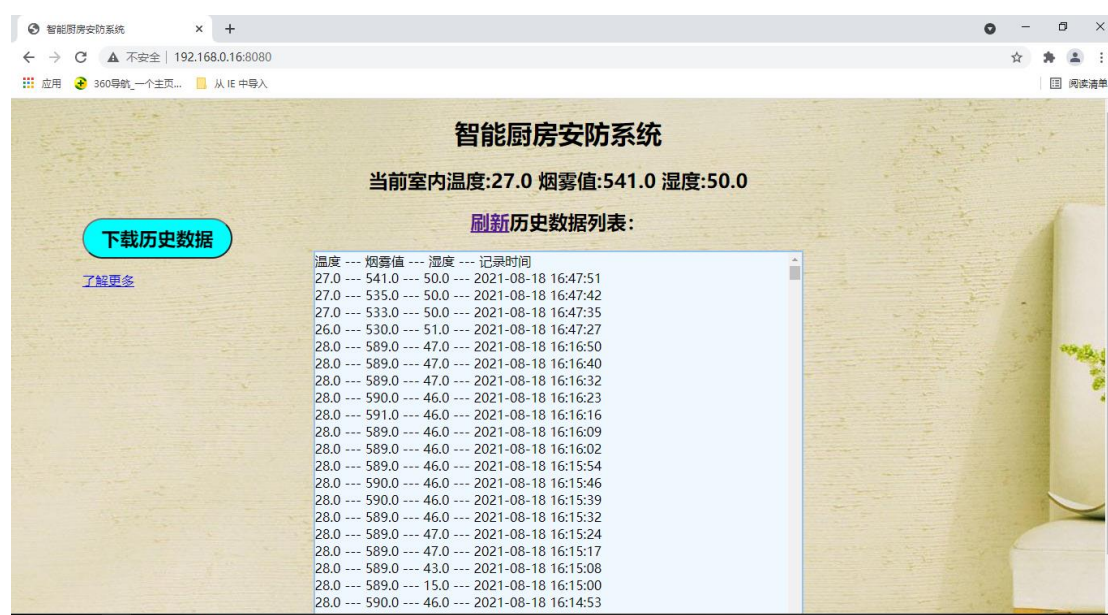 智能厨房安防系统
不安全 | 192.168.0.16:8080
应用 360导航_一个主页... 从 IE 中导入 阅读清单
智能厨房安防系统
当前室内温度:27.0 烟雾值:541.0 湿度:50.0
刷新历史数据列表：
下载历史数据
了解更多
温度 --- 烟雾值 --- 湿度 --- 记录时间
27.0 --- 541.0 --- 50.0 --- 2021-08-18 16:47:51
27.0 --- 535.0 --- 50.0 --- 2021-08-18 16:47:42
27.0 --- 533.0 --- 50.0 --- 2021-08-18 16:47:35
26.0 --- 530.0 --- 51.0 --- 2021-08-18 16:47:27
28.0 --- 589.0 --- 47.0 --- 2021-08-18 16:16:50
28.0 --- 589.0 --- 47.0 --- 2021-08-18 16:16:40
28.0 --- 589.0 --- 47.0 --- 2021-08-18 16:16:32
28.0 --- 590.0 --- 46.0 --- 2021-08-18 16:16:23
28.0 --- 591.0 --- 46.0 --- 2021-08-18 16:16:16
28.0 --- 589.0 --- 46.0 --- 2021-08-18 16:16:09
28.0 --- 589.0 --- 46.0 --- 2021-08-18 16:16:02
28.0 --- 589.0 --- 46.0 --- 2021-08-18 16:15:54
28.0 --- 590.0 --- 46.0 --- 2021-08-18 16:15:46
28.0 --- 590.0 --- 46.0 --- 2021-08-18 16:15:39
28.0 --- 589.0 --- 46.0 --- 2021-08-18 16:15:32
28.0 --- 589.0 --- 47.0 --- 2021-08-18 16:15:24
28.0 --- 589.0 --- 47.0 --- 2021-08-18 16:15:17
28.0 --- 589.0 --- 43.0 --- 2021-08-18 16:15:08
28.0 --- 589.0 --- 15.0 --- 2021-08-18 16:15:00
28.0 --- 590.0 --- 46.0 --- 2021-08-18 16:14:53